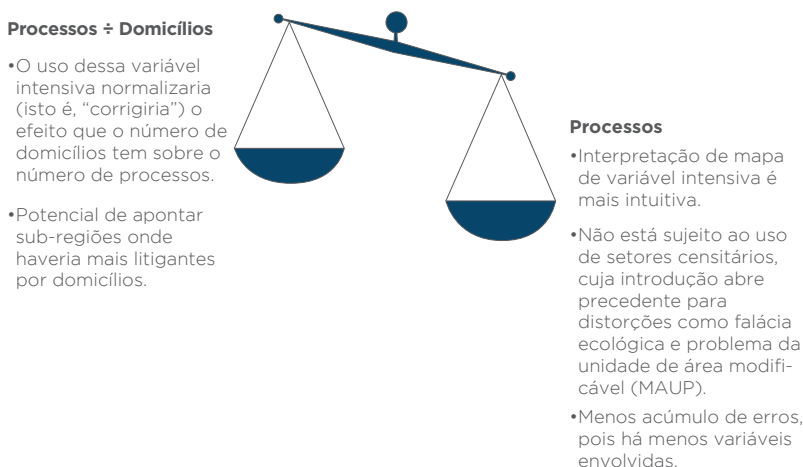 Processos ÷ Domicílios
•O uso dessa variável
intensiva normalizaria
(isto é, “corrigiria”) o
efeito que o número de
domicílios tem sobre o
número de processos.
•Potencial de apontar
sub-regiões onde
haveria mais litigantes
por domicílios.
Processos
•Interpretação de mapa
de variável intensiva é
mais intuitiva.
•Não está sujeito ao uso
de setores censitários,
cuja introdução abre
precedente para
distorções como falácia
ecológica e problema da
unidade de área modifi-
cável (MAUP).
•Menos acúmulo de erros,
pois há menos variáveis
envolvidas.